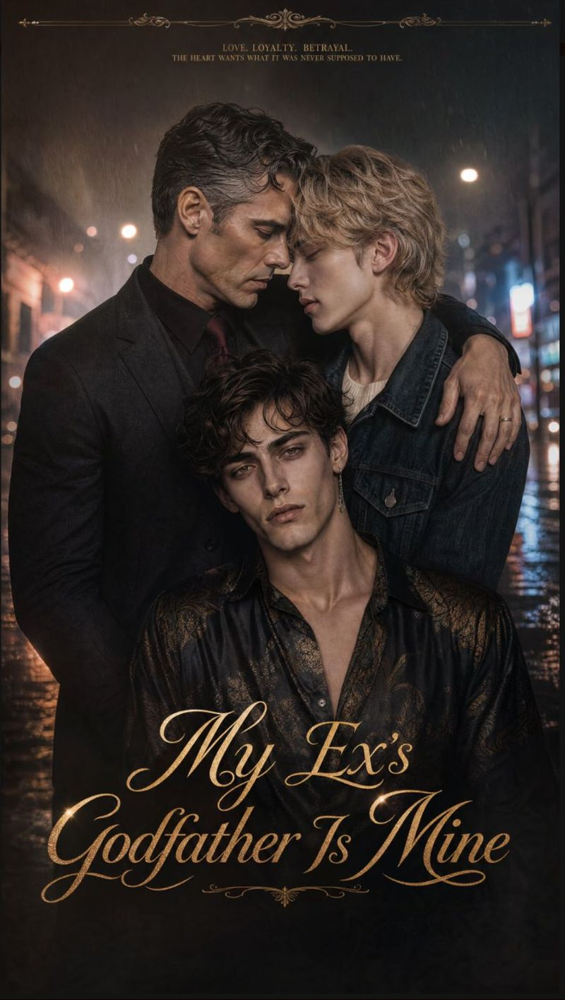 LOVE. LOYALTY. BETRAYAL.
THE HEART WANTS WHAT IT WAS NEVER SUPPOSED TO HAVE.
My Ex's
Godfather Is Mine